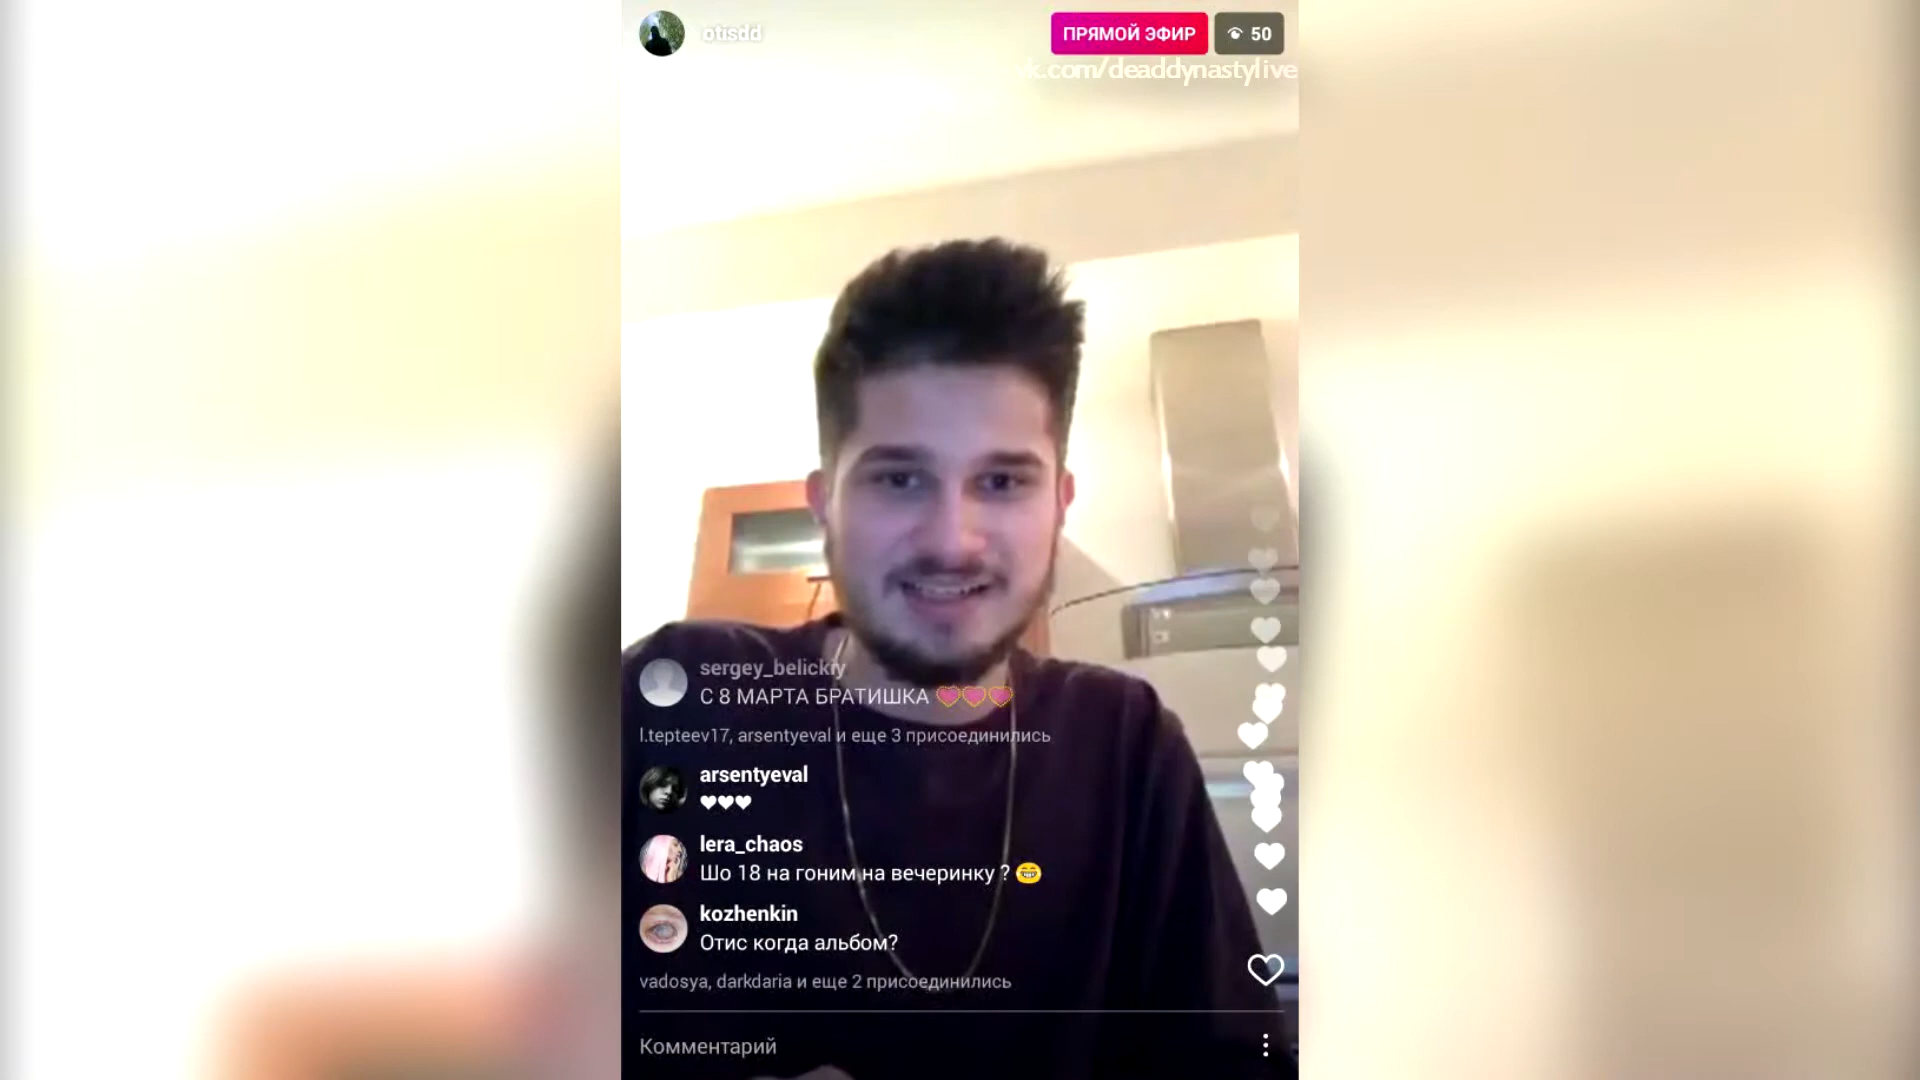 otisdd
ПРЯМОЙ ЭФИР
50
vk.com/deaddynastylive
sergey_belickiy
С 8 МАРТА БРАТИШКА 💗💗💗
l.tepteev17, arsentyeval и еще 3 присоединились
arsentyeval
❤❤❤
lera_chaos
Шо 18 на гоним на вечеринку ? 😁
kozhenkin
Отис когда альбом?
vadosya, darkdaria и еще 2 присоединились
Комментарий